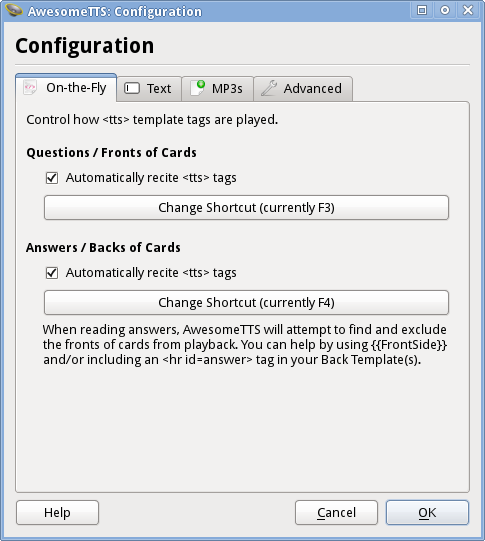 AwesomeTTS: Configuration
Configuration
On-the-Fly
Text
MP3s
Advanced
Control how <tts> template tags are played.
Questions / Fronts of Cards
Automatically recite <tts> tags
Change Shortcut (currently F3)
Answers / Backs of Cards
Automatically recite <tts> tags
Change Shortcut (currently F4)
When reading answers, AwesomeTTS will attempt to find and exclude
the fronts of cards from playback. You can help by using {{FrontSide}}
and/or including an <hr id=answer> tag in your Back Template(s).
Help
Cancel
OK